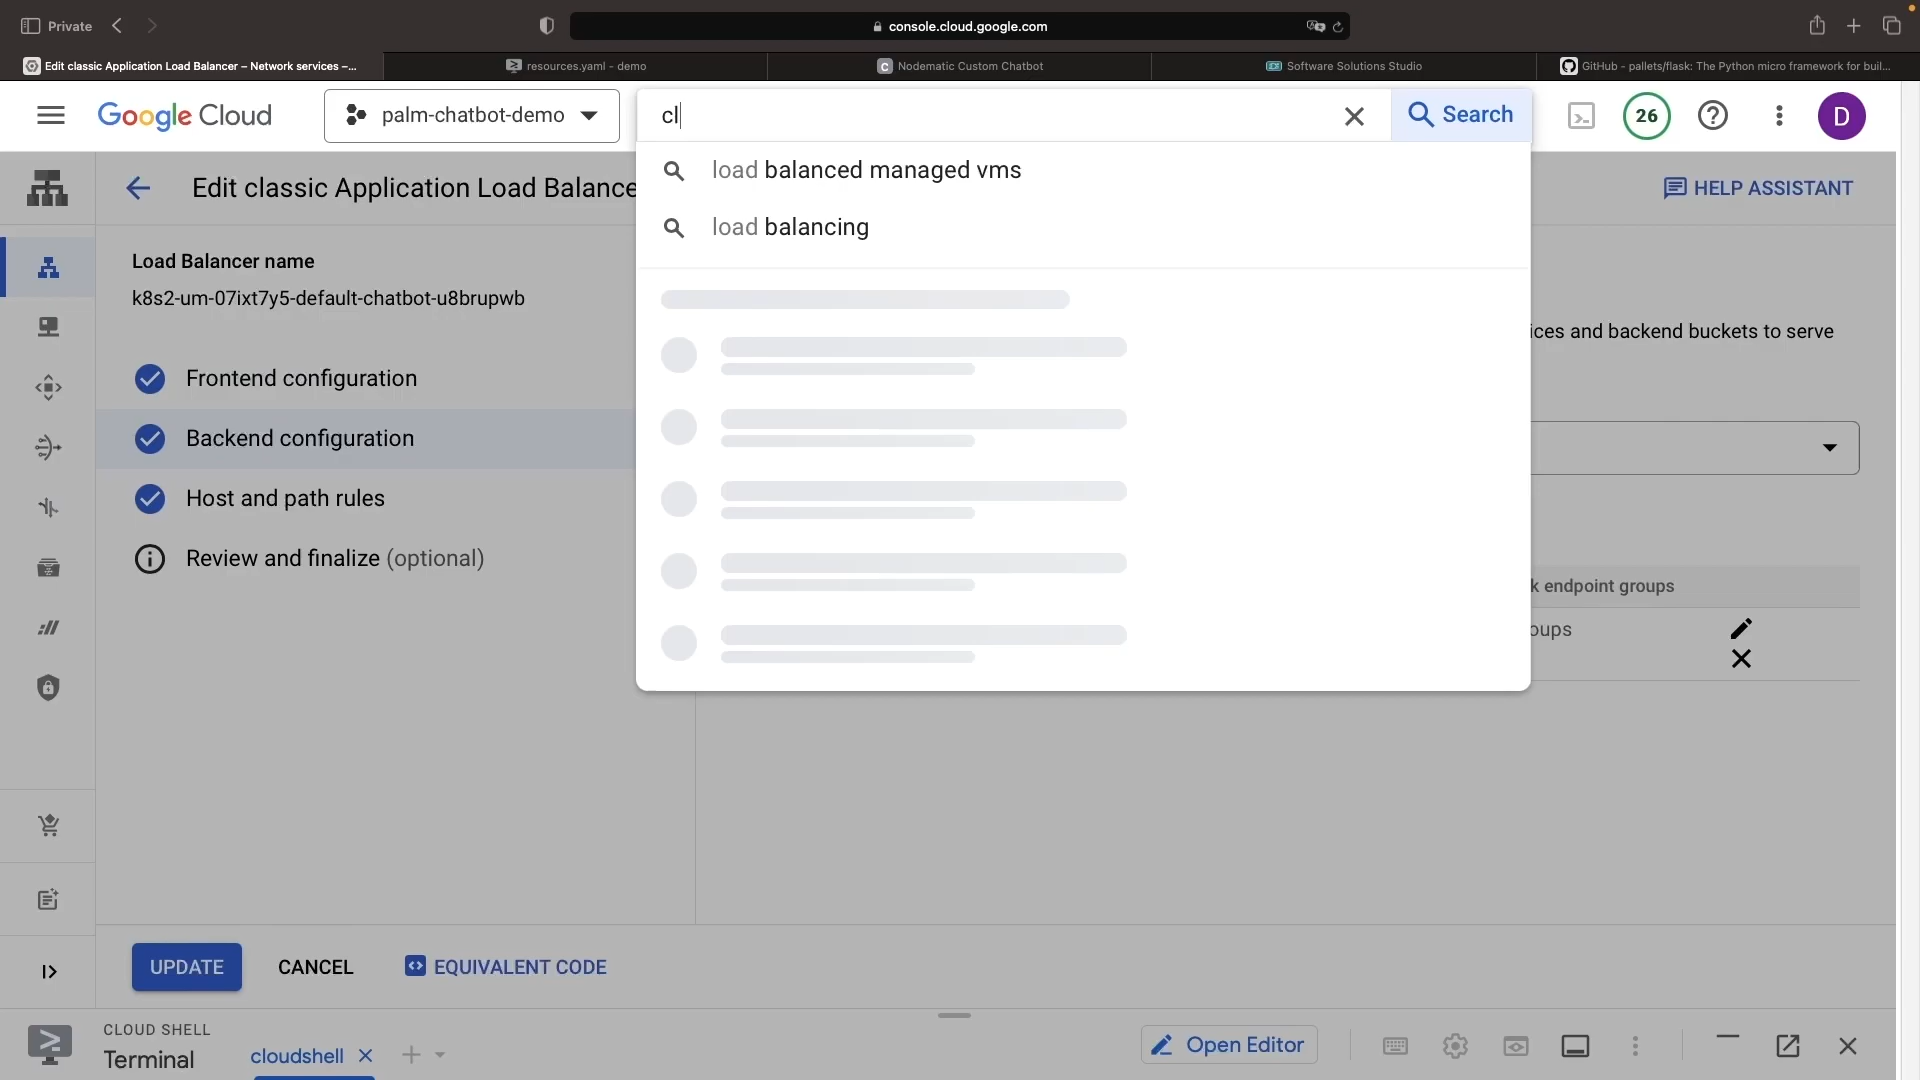 Private
console.cloud.google.com
Edit classic Application Load Balancer – Network services –...
resources.yaml - demo
Nodematic Custom Chatbot
Software Solutions Studio
GitHub - pallets/flask: The Python micro framework for buil...
Google Cloud
palm-chatbot-demo
cl
Search
26
D
load balanced managed vms
load balancing
Edit classic Application Load Balance
HELP ASSISTANT
Load Balancer name
k8s2-um-07ixt7y5-default-chatbot-u8brupwb
ices and backend buckets to serve
Frontend configuration
Backend configuration
Host and path rules
Review and finalize (optional)
k endpoint groups
oups
UPDATE
CANCEL
EQUIVALENT CODE
CLOUD SHELL
Terminal
cloudshell
Open Editor